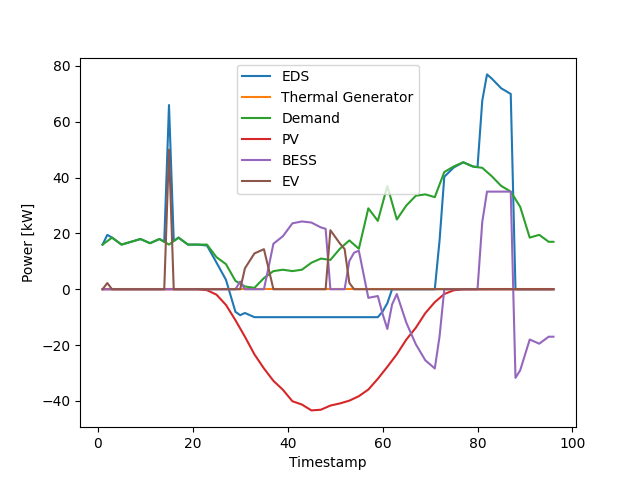 80
60
40
20
0
−20
−40
Power [kW]
EDS
Thermal Generator
Demand
PV
BESS
EV
0
20
40
60
80
100
Timestamp